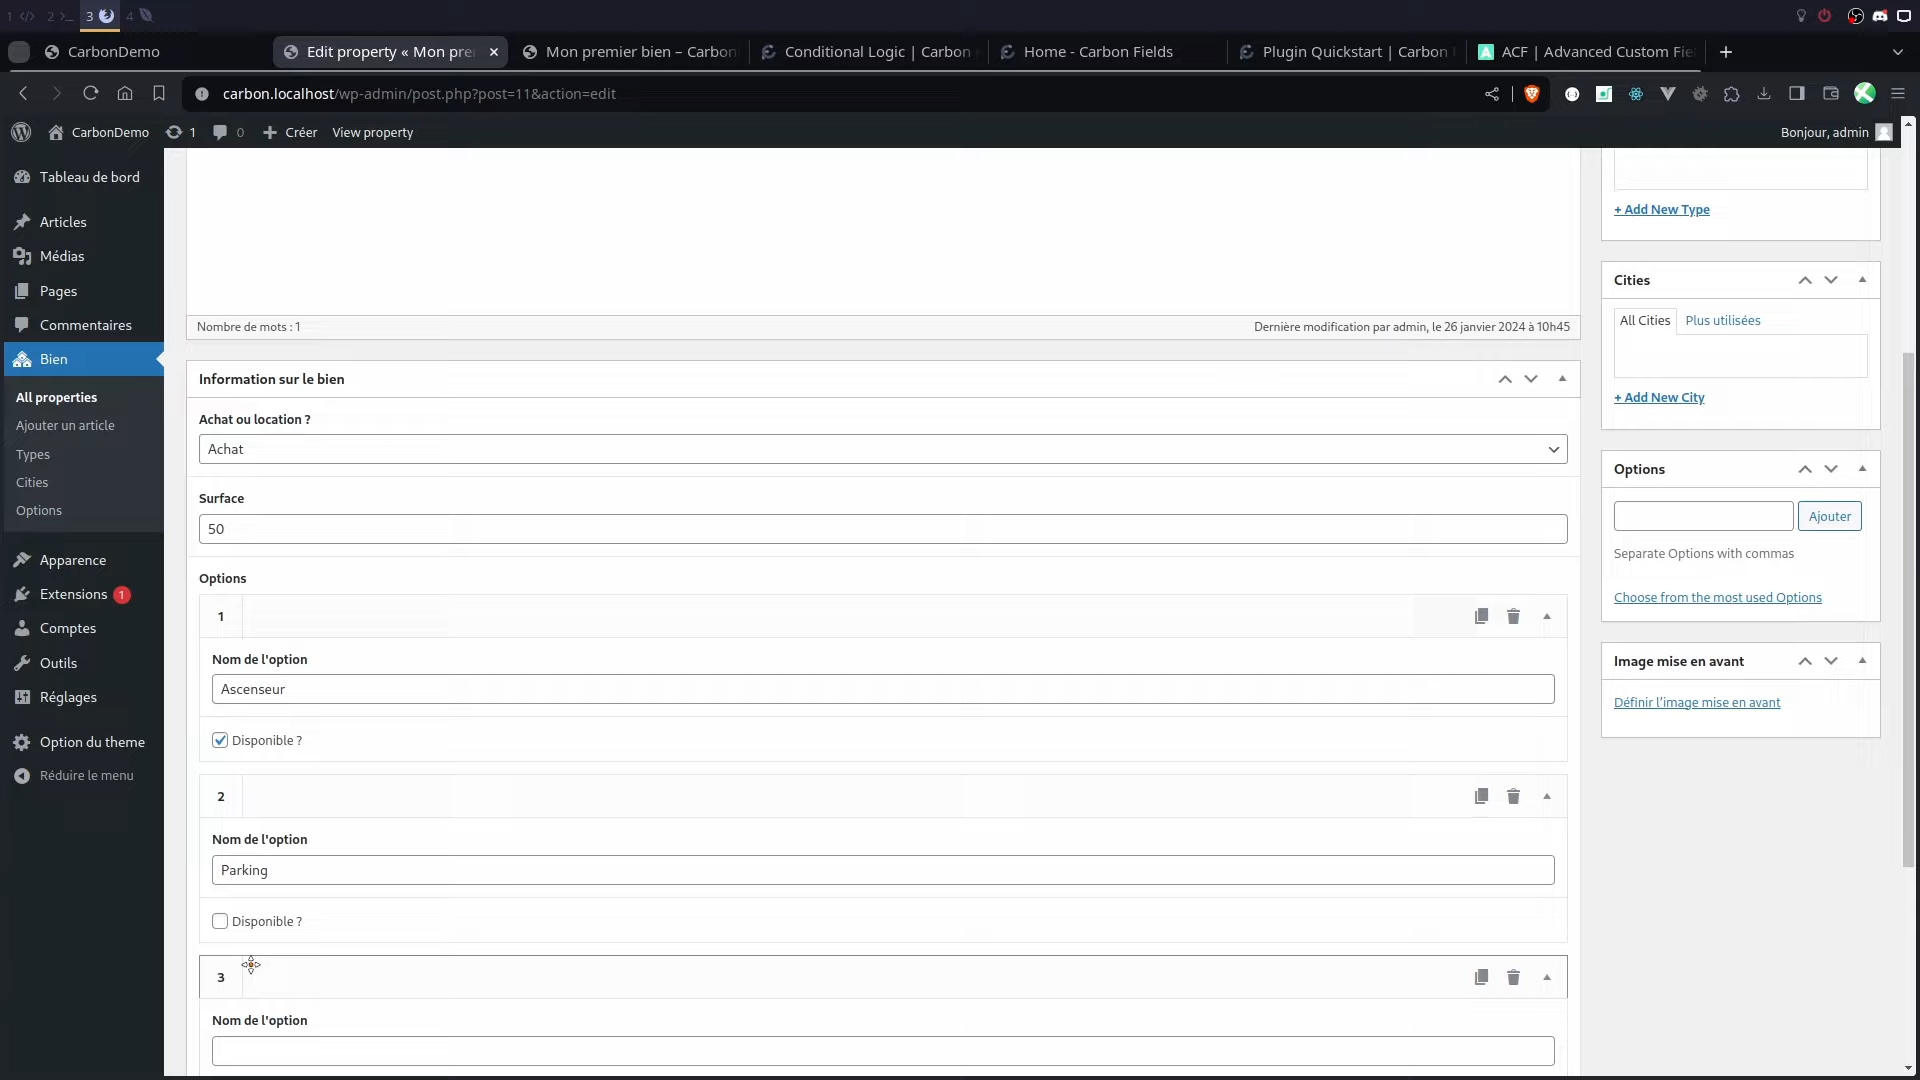 1 2 3 4
CarbonDemo
Edit property « Mon pre
Mon premier bien – Carbon
Conditional Logic | Carbon
Home - Carbon Fields
Plugin Quickstart | Carbon
ACF | Advanced Custom Fie
carbon.localhost/wp-admin/post.php?post=11&action=edit
CarbonDemo 1 0 Créer View property
Bonjour, admin
Tableau de bord
Articles
Médias
Pages
Commentaires
Bien
All properties
Ajouter un article
Types
Cities
Options
Apparence
Extensions 1
Comptes
Outils
Réglages
Option du theme
Réduire le menu
Nombre de mots : 1
Dernière modification par admin, le 26 janvier 2024 à 10h45
Information sur le bien
Achat ou location ?
Achat
Surface
50
Options
1
Nom de l'option
Ascenseur
Disponible ?
2
Nom de l'option
Parking
Disponible ?
3
Nom de l'option
+ Add New Type
Cities
All Cities Plus utilisées
+ Add New City
Options
Ajouter
Separate Options with commas
Choose from the most used Options
Image mise en avant
Définir l’image mise en avant